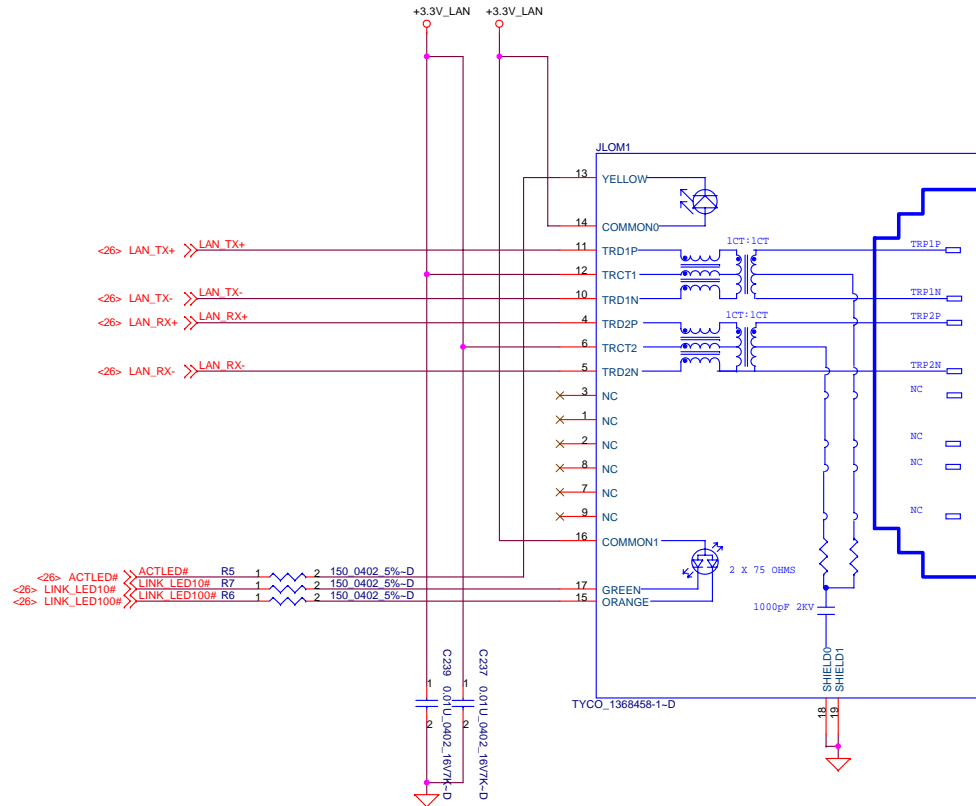 +3.3V_LAN
+3.3V_LAN
JLOM1
13 YELLOW
14 COMMON0
<26> LAN_TX+ LAN_TX+ 11 TRD1P 1CT:1CT TRP1P
12 TRCT1
<26> LAN_TX- LAN_TX- 10 TRD1N TRP1N
<26> LAN_RX+ LAN_RX+ 4 TRD2P 1CT:1CT TRP2P
6 TRCT2
<26> LAN_RX- LAN_RX- 5 TRD2N TRP2N
3 NC NC
1 NC
2 NC NC
8 NC NC
7 NC
9 NC NC
16 COMMON1
2 X 75 OHMS
<26> ACTLED# ACTLED# R5 1 2 150_0402_5%~D
<26> LINK_LED10# LINK_LED10# R7 1 2 150_0402_5%~D 17 GREEN
<26> LINK_LED100# LINK_LED100# R6 1 2 150_0402_5%~D 15 ORANGE
1000pF 2KV
C239 0.01U_0402_16V7K~D
1
2
C237 0.01U_0402_16V7K~D
1
2
SHIELD0
SHIELD1
18
19
TYCO_1368458-1~D